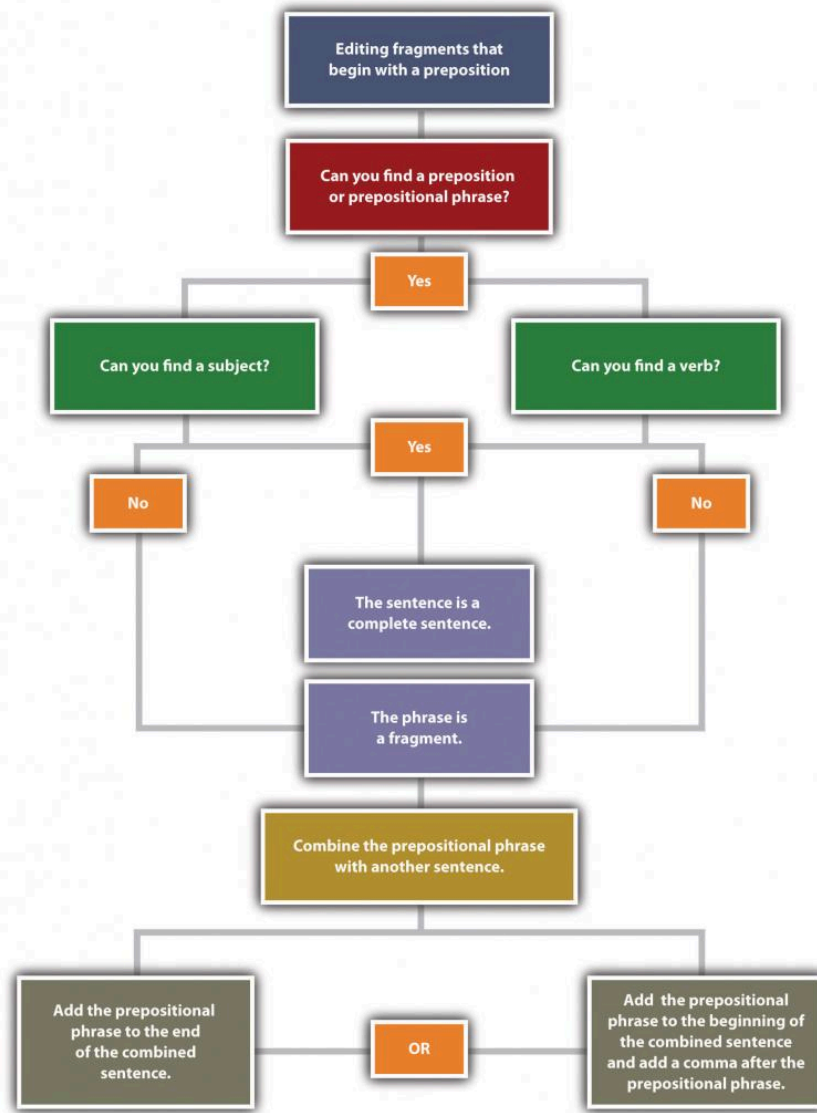 Editing fragments that
begin with a preposition
Can you find a preposition
or prepositional phrase?
Yes
Can you find a subject?
Can you find a verb?
Yes
No
No
The sentence is a
complete sentence.
The phrase is
a fragment.
Combine the prepositional phrase
with another sentence.
Add the prepositional
phrase to the end
of the combined
sentence.
OR
Add the prepositional
phrase to the beginning of
the combined sentence
and add a comma after the
prepositional phrase.